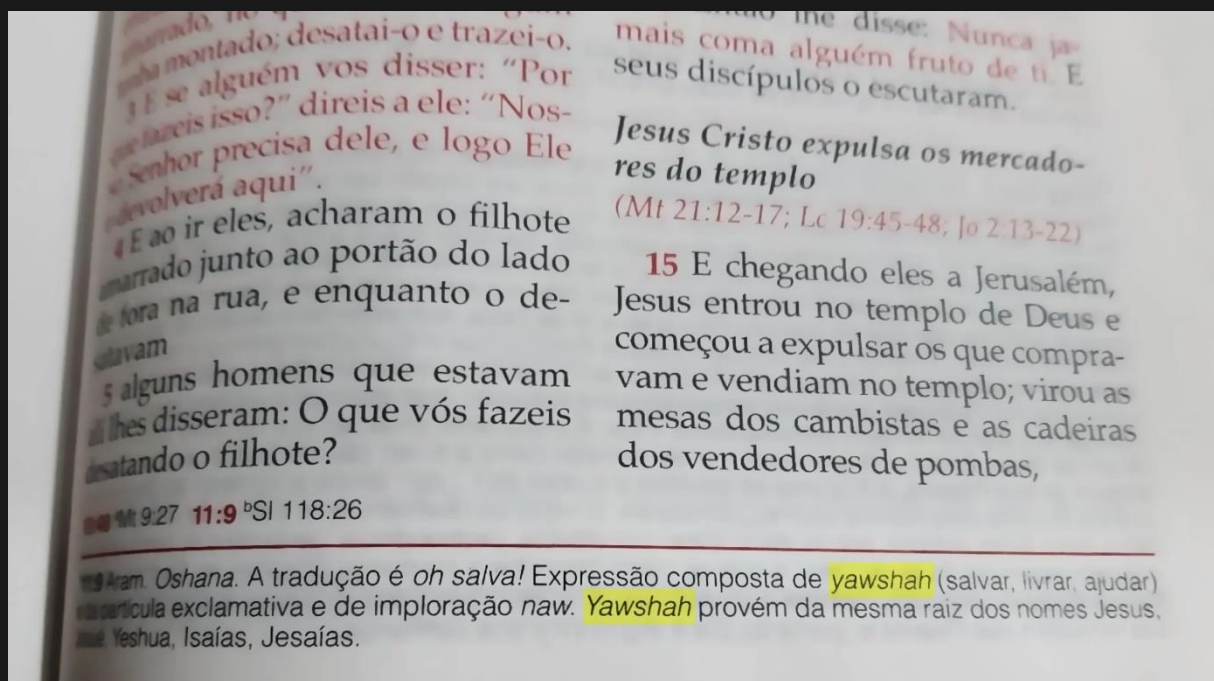 montado; desatai-o e trazei-o.
3 E se alguém vos disser: “Por
fazeis isso?” direis a ele: “Nos-
Senhor precisa dele, e logo Ele
devolverá aqui”.
4 E ao ir eles, acharam o filhote
amarrado junto ao portão do lado
de fora na rua, e enquanto o de-
satavam
5 alguns homens que estavam
lhes disseram: O que vós fazeis
desatando o filhote?
Mt 9:27 11:9 ᵇSl 118:26
lhe disse: Nunca ja-
mais coma alguém fruto de ti. E
seus discípulos o escutaram.
Jesus Cristo expulsa os mercado-
res do templo
(Mt 21:12-17; Lc 19:45-48; Jo 2.13-22)
15 E chegando eles a Jerusalém,
Jesus entrou no templo de Deus e
começou a expulsar os que compra-
vam e vendiam no templo; virou as
mesas dos cambistas e as cadeiras
dos vendedores de pombas,
Aram. Oshana. A tradução é oh salva! Expressão composta de yawshah (salvar, livrar, ajudar)
partícula exclamativa e de imploração naw. Yawshah provém da mesma raiz dos nomes Jesus,
Yeshua, Isaías, Jesaías.